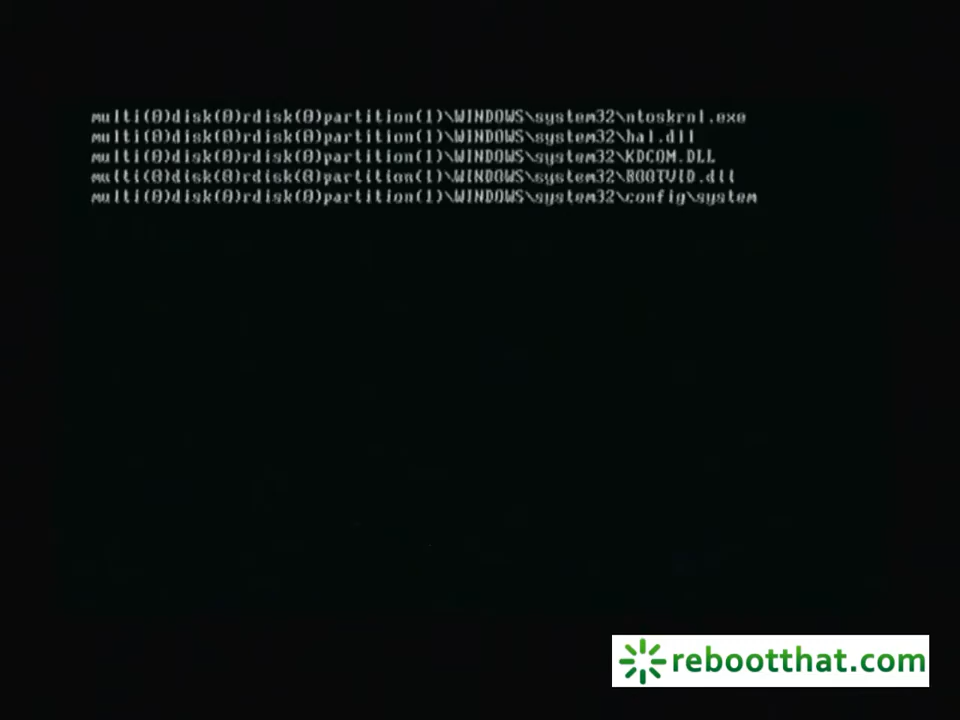 multi(0)disk(0)rdisk(0)partition(1)\WINDOWS\system32\ntoskrnl.exe
multi(0)disk(0)rdisk(0)partition(1)\WINDOWS\system32\hal.dll
multi(0)disk(0)rdisk(0)partition(1)\WINDOWS\system32\KDCOM.DLL
multi(0)disk(0)rdisk(0)partition(1)\WINDOWS\system32\BOOTVID.dll
multi(0)disk(0)rdisk(0)partition(1)\WINDOWS\system32\config\system
rebootthat.com